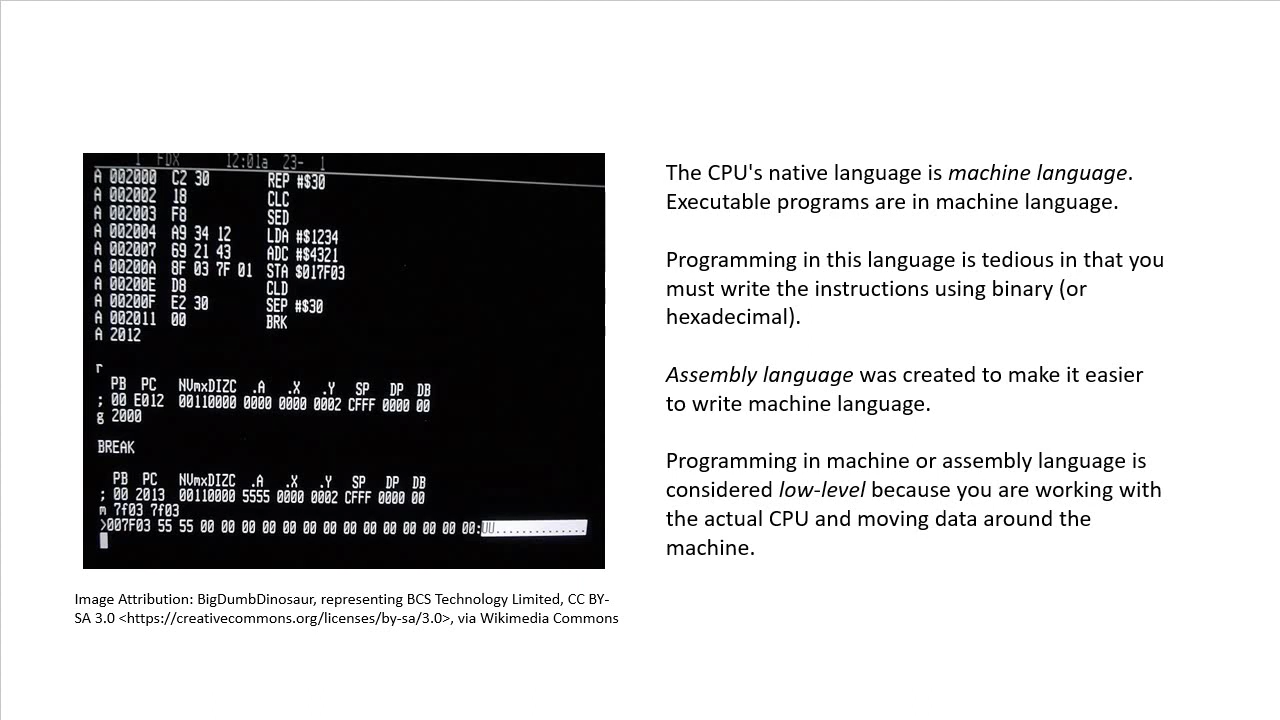 1 FDX 12:01a 23- 1
A 002000 C2 30 REP #$30
A 002002 18 CLC
A 002003 F8 SED
A 002004 A9 34 12 LDA #$1234
A 002007 69 21 43 ADC #$4321
A 00200A 8F 03 7F 01 STA $017F03
A 00200E D8 CLD
A 00200F E2 30 SEP #$30
A 002011 00 BRK
A 2012
r
PB PC NVmxDIZC .A .X .Y SP DP DB
; 00 E012 00110000 0000 0000 0002 CFFF 0000 00
g 2000
BREAK
PB PC NVmxDIZC .A .X .Y SP DP DB
; 00 2013 00110000 5555 0000 0002 CFFF 0000 00
m 7f03 7f03
>007F03 55 55 00 00 00 00 00 00 00 00 00 00 00 00 00 00:UU..............
Image Attribution: BigDumbDinosaur, representing BCS Technology Limited, CC BY-
SA 3.0 <https://creativecommons.org/licenses/by-sa/3.0>, via Wikimedia Commons
The CPU's native language is machine language.
Executable programs are in machine language.
Programming in this language is tedious in that you
must write the instructions using binary (or
hexadecimal).
Assembly language was created to make it easier
to write machine language.
Programming in machine or assembly language is
considered low-level because you are working with
the actual CPU and moving data around the
machine.